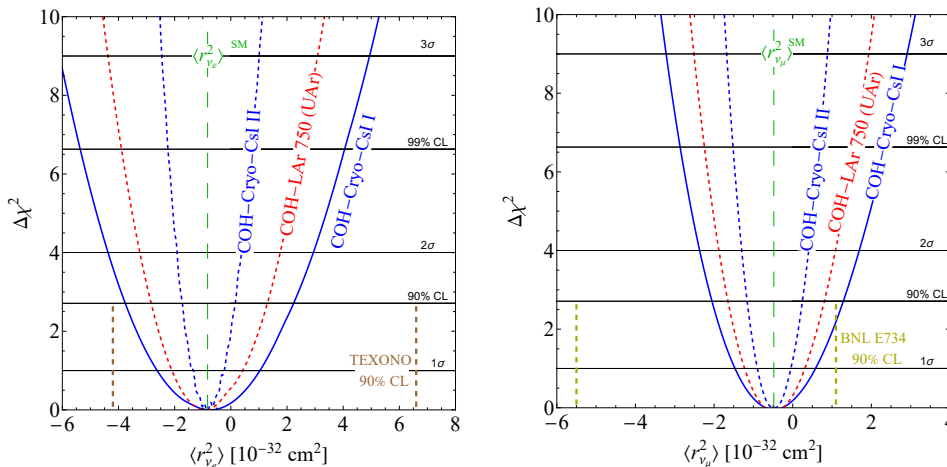 10
8
6
4
2
0
Δχ²
3σ
99% CL
2σ
90% CL
1σ
⟨r²_νe⟩ SM
COH−Cryo−CsI II
COH−LAr 750 (UAr)
COH−Cryo−CsI I
TEXONO
90% CL
−6 −4 −2 0 2 4 6 8
⟨r²_νe⟩ [10⁻³² cm²]
10
8
6
4
2
0
Δχ²
3σ
99% CL
2σ
90% CL
1σ
⟨r²_νμ⟩ SM
COH−Cryo−CsI II
COH−LAr 750 (UAr)
COH−Cryo−CsI I
BNL E734
90% CL
−6 −4 −2 0 2 4
⟨r²_νμ⟩ [10⁻³² cm²]